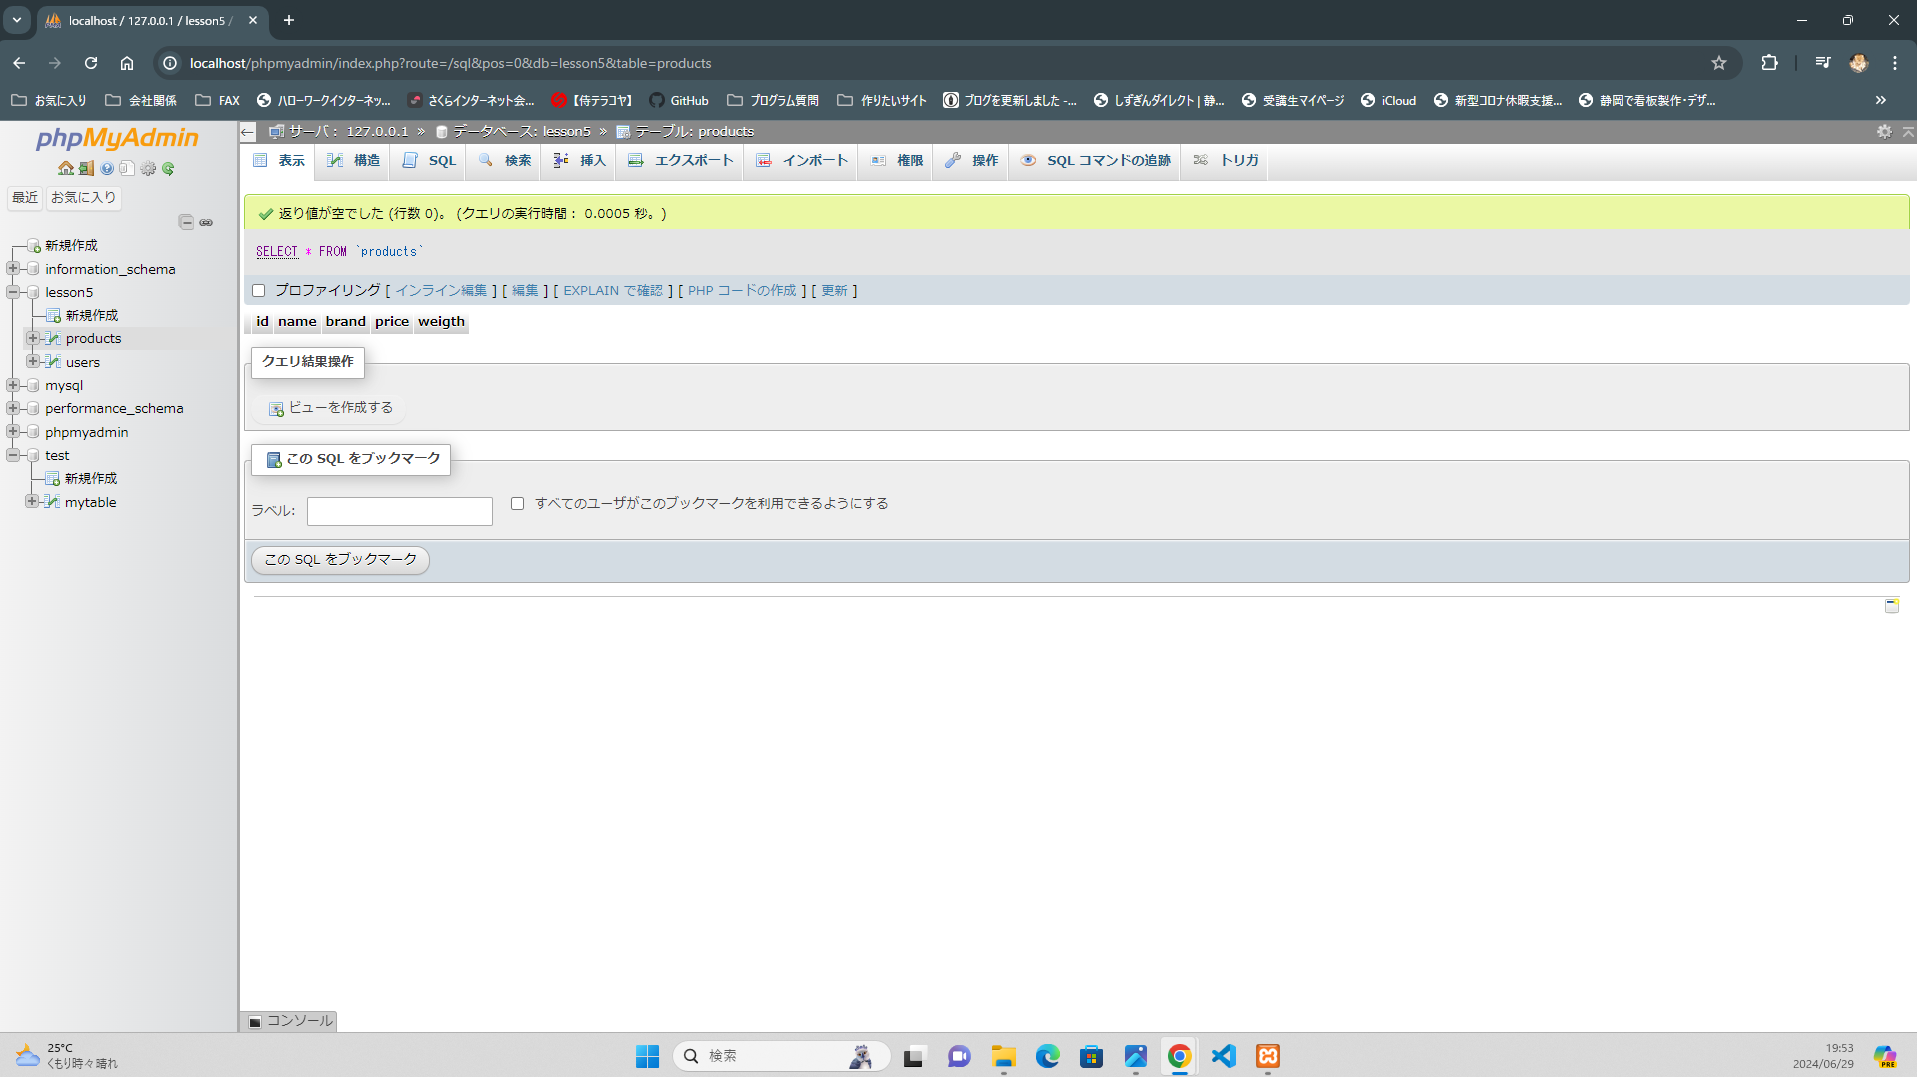 localhost / 127.0.0.1 / lesson5 /
localhost/phpmyadmin/index.php?route=/sql&pos=0&db=lesson5&table=products
お気に入り 会社関係 FAX ハローワークインターネッ... さくらインターネット会... 【侍テラコヤ】 GitHub プログラム質問 作りたいサイト ブログを更新しました -... しずぎんダイレクト | 静... 受講生マイページ iCloud 新型コロナ休暇支援... 静岡で看板製作・デザ...
phpMyAdmin
最近 お気に入り
新規作成
information_schema
lesson5
新規作成
products
users
mysql
performance_schema
phpmyadmin
test
新規作成
mytable
サーバ： 127.0.0.1 » データベース: lesson5 » テーブル: products
表示 構造 SQL 検索 挿入 エクスポート インポート 権限 操作 SQL コマンドの追跡 トリガ
返り値が空でした (行数 0)。 (クエリの実行時間： 0.0005 秒。)
SELECT * FROM `products`
プロファイリング [ インライン編集 ] [ 編集 ] [ EXPLAIN で確認 ] [ PHP コードの作成 ] [ 更新 ]
id name brand price weigth
クエリ結果操作
ビューを作成する
この SQL をブックマーク
ラベル: すべてのユーザがこのブックマークを利用できるようにする
この SQL をブックマーク
コンソール
25°C
くもり時々晴れ
検索
19:53
2024/06/29
PRE